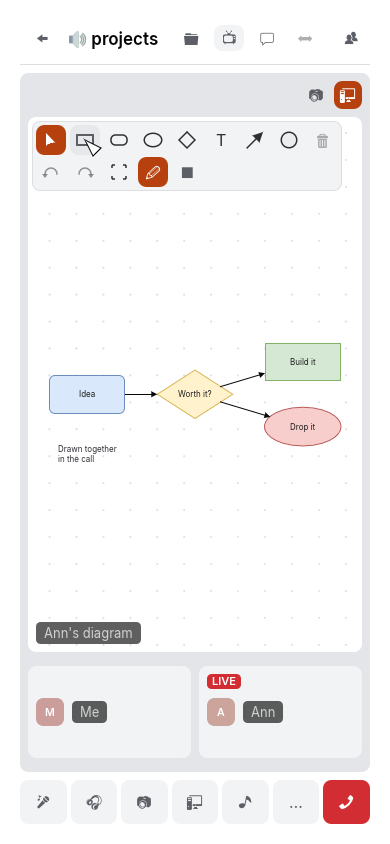 projects
T
Build it
Idea
Worth it?
Drop it
Drawn together
in the call
Ann's diagram
LIVE
M
Me
A
Ann
...